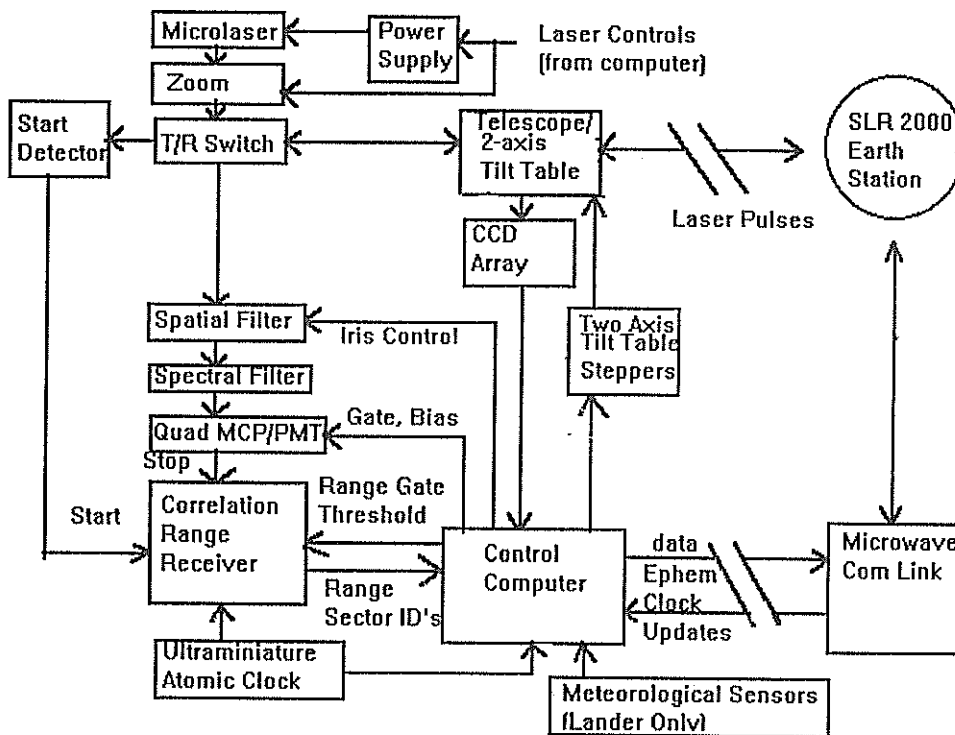 Microlaser
Power
Supply
Laser Controls
(from computer)
Zoom
Start
Detector
T/R Switch
Telescope/
2-axis
Tilt Table
SLR 2000
Earth
Station
Laser Pulses
CCD
Array
Spatial Filter
Iris Control
Two Axis
Tilt Table
Steppers
Spectral Filter
Quad MCP/PMT
Gate, Bias
Stop
Start
Correlation
Range
Receiver
Range Gate
Threshold
Range
Sector ID's
Control
Computer
data
Ephem
Clock
Updates
Microwave
Com Link
Ultraminiature
Atomic Clock
Meteorological Sensors
(Lander Only)